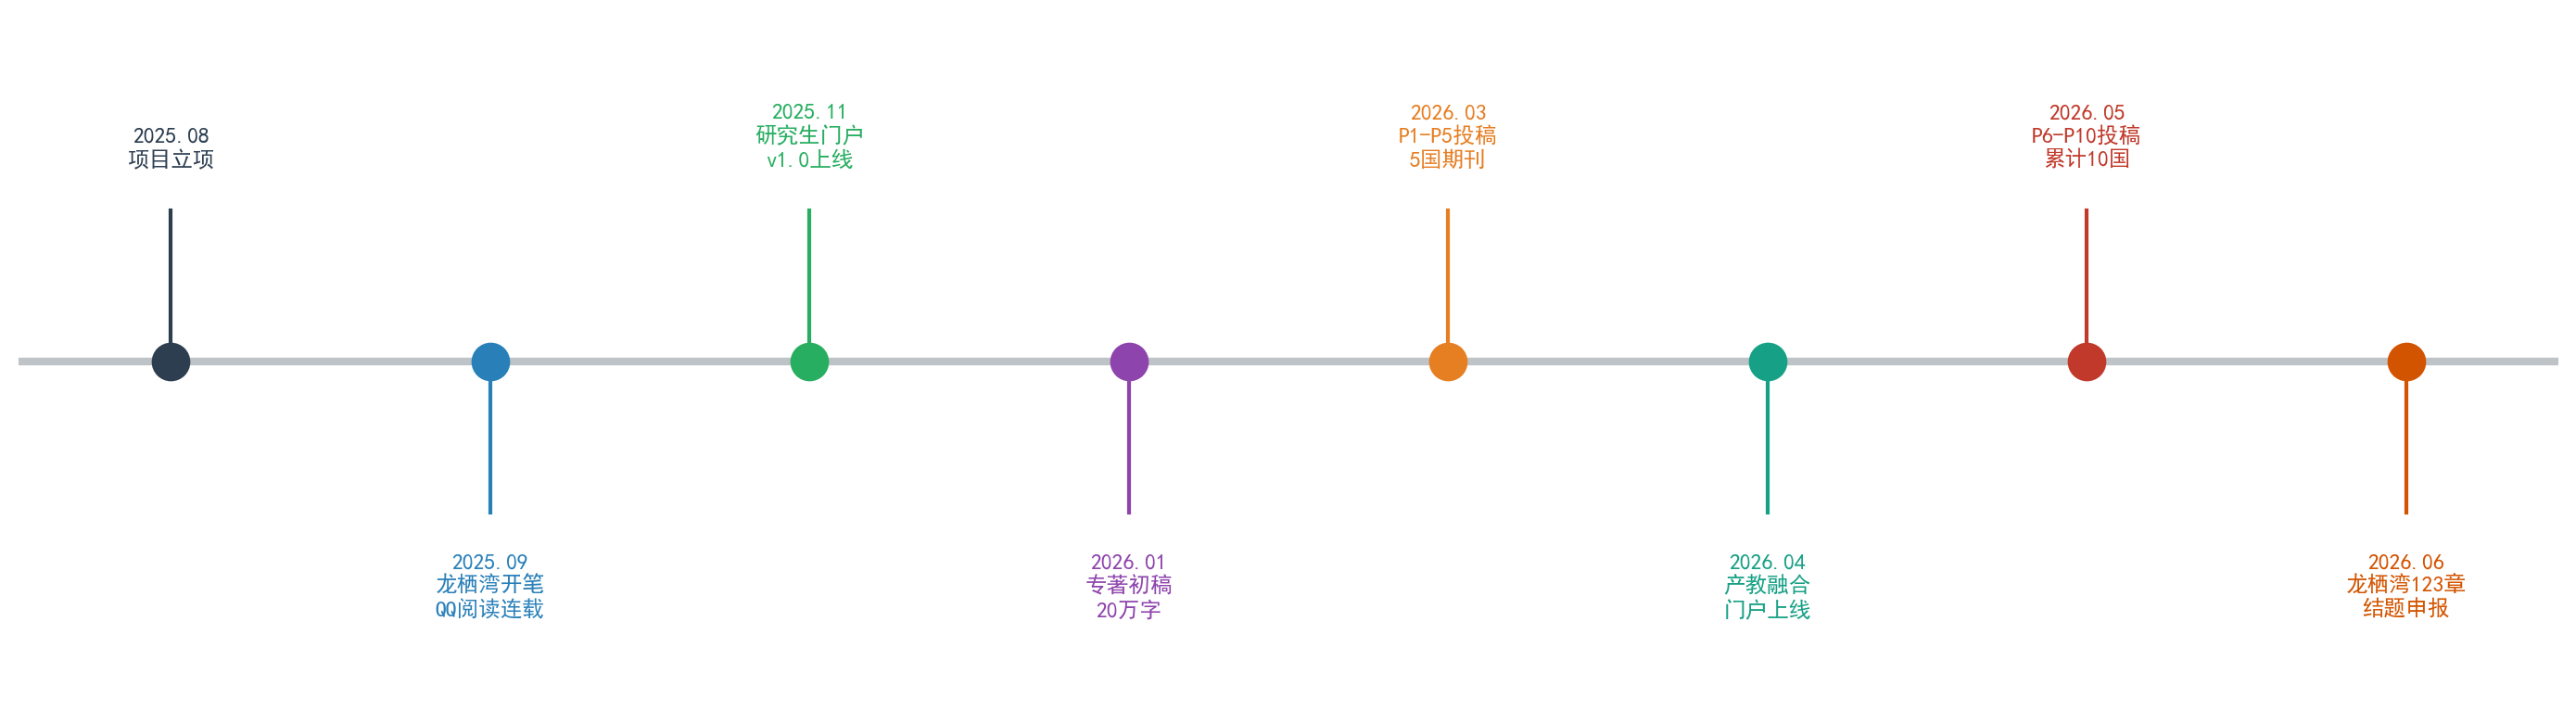 2025.08
项目立项
2025.09
龙栖湾开笔
QQ阅读连载
2025.11
研究生门户
v1.0上线
2026.01
专著初稿
20万字
2026.03
P1-P5投稿
5国期刊
2026.04
产教融合
门户上线
2026.05
P6-P10投稿
累计10国
2026.06
龙栖湾123章
结题申报